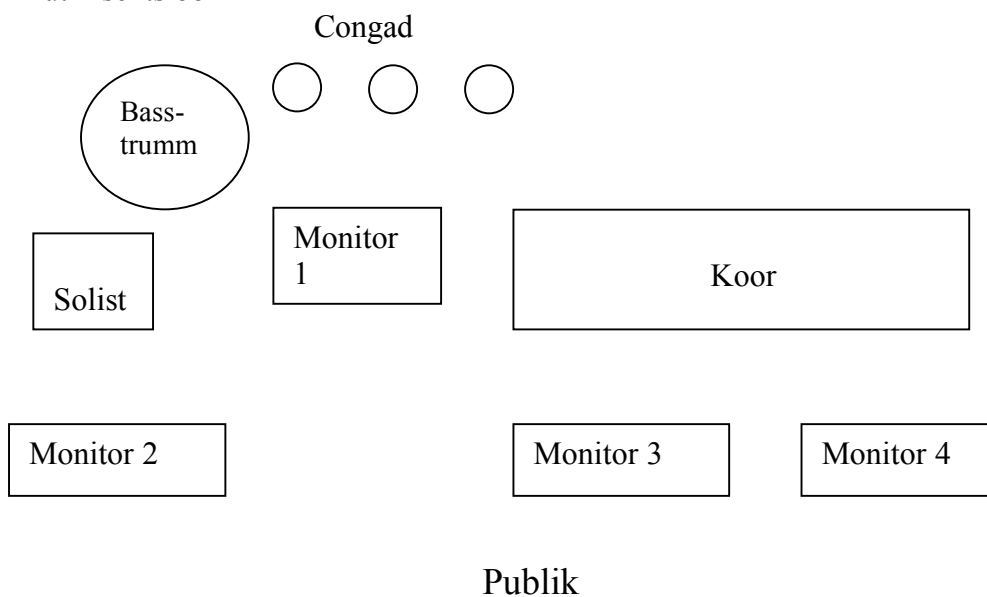 Congad
Bass-
trumm
Monitor
1
Koor
Solist
Monitor 2
Monitor 3
Monitor 4
Publik